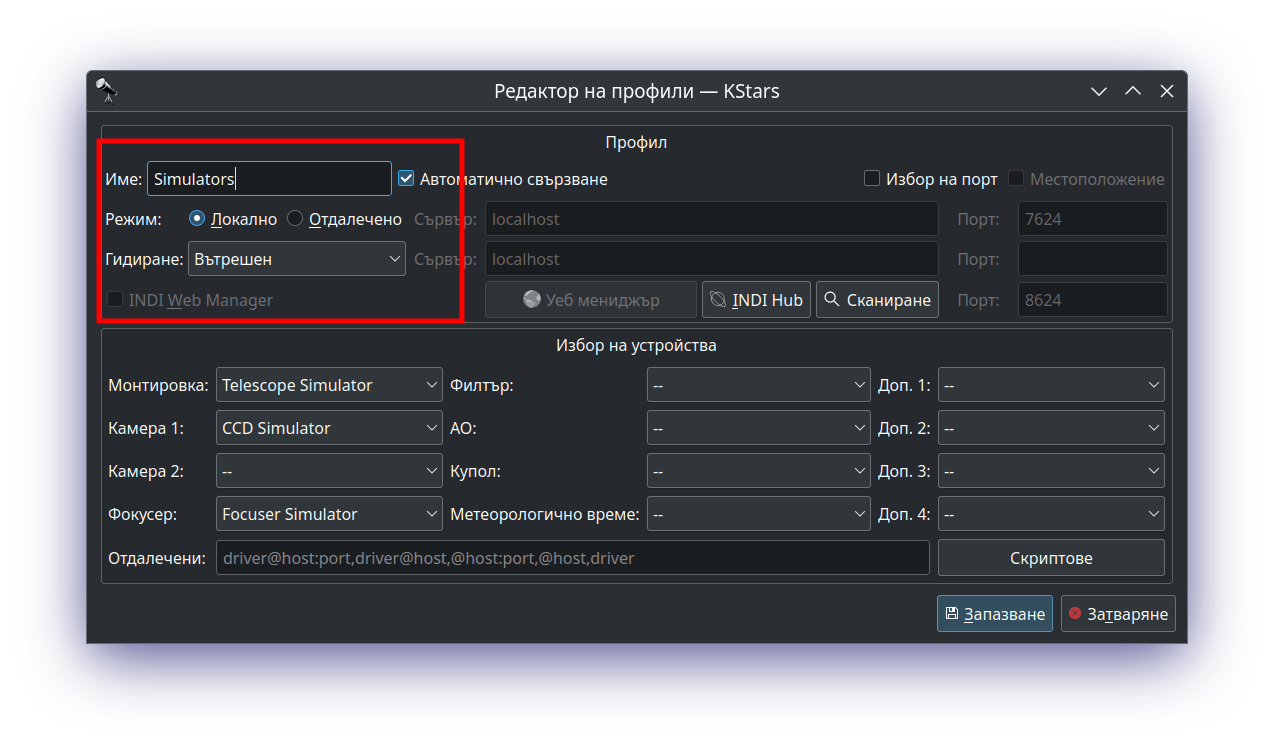 Редактор на профили — KStars
Профил
Име: Simulators Автоматично свързване Избор на порт Местоположение
Режим: Локално Отдалечено Сървър: localhost Порт: 7624
Гидиране: Вътрешен Сървър: localhost Порт:
INDI Web Manager Уеб мениджър INDI Hub Сканиране Порт: 8624
Избор на устройства
Монтировка: Telescope Simulator Филтър: -- Доп. 1: --
Камера 1: CCD Simulator АО: -- Доп. 2: --
Камера 2: -- Купол: -- Доп. 3: --
Фокусер: Focuser Simulator Метеорологично време: -- Доп. 4: --
Отдалечени: driver@host:port,driver@host,@host:port,@host,driver Скриптове
Запазване Затваряне